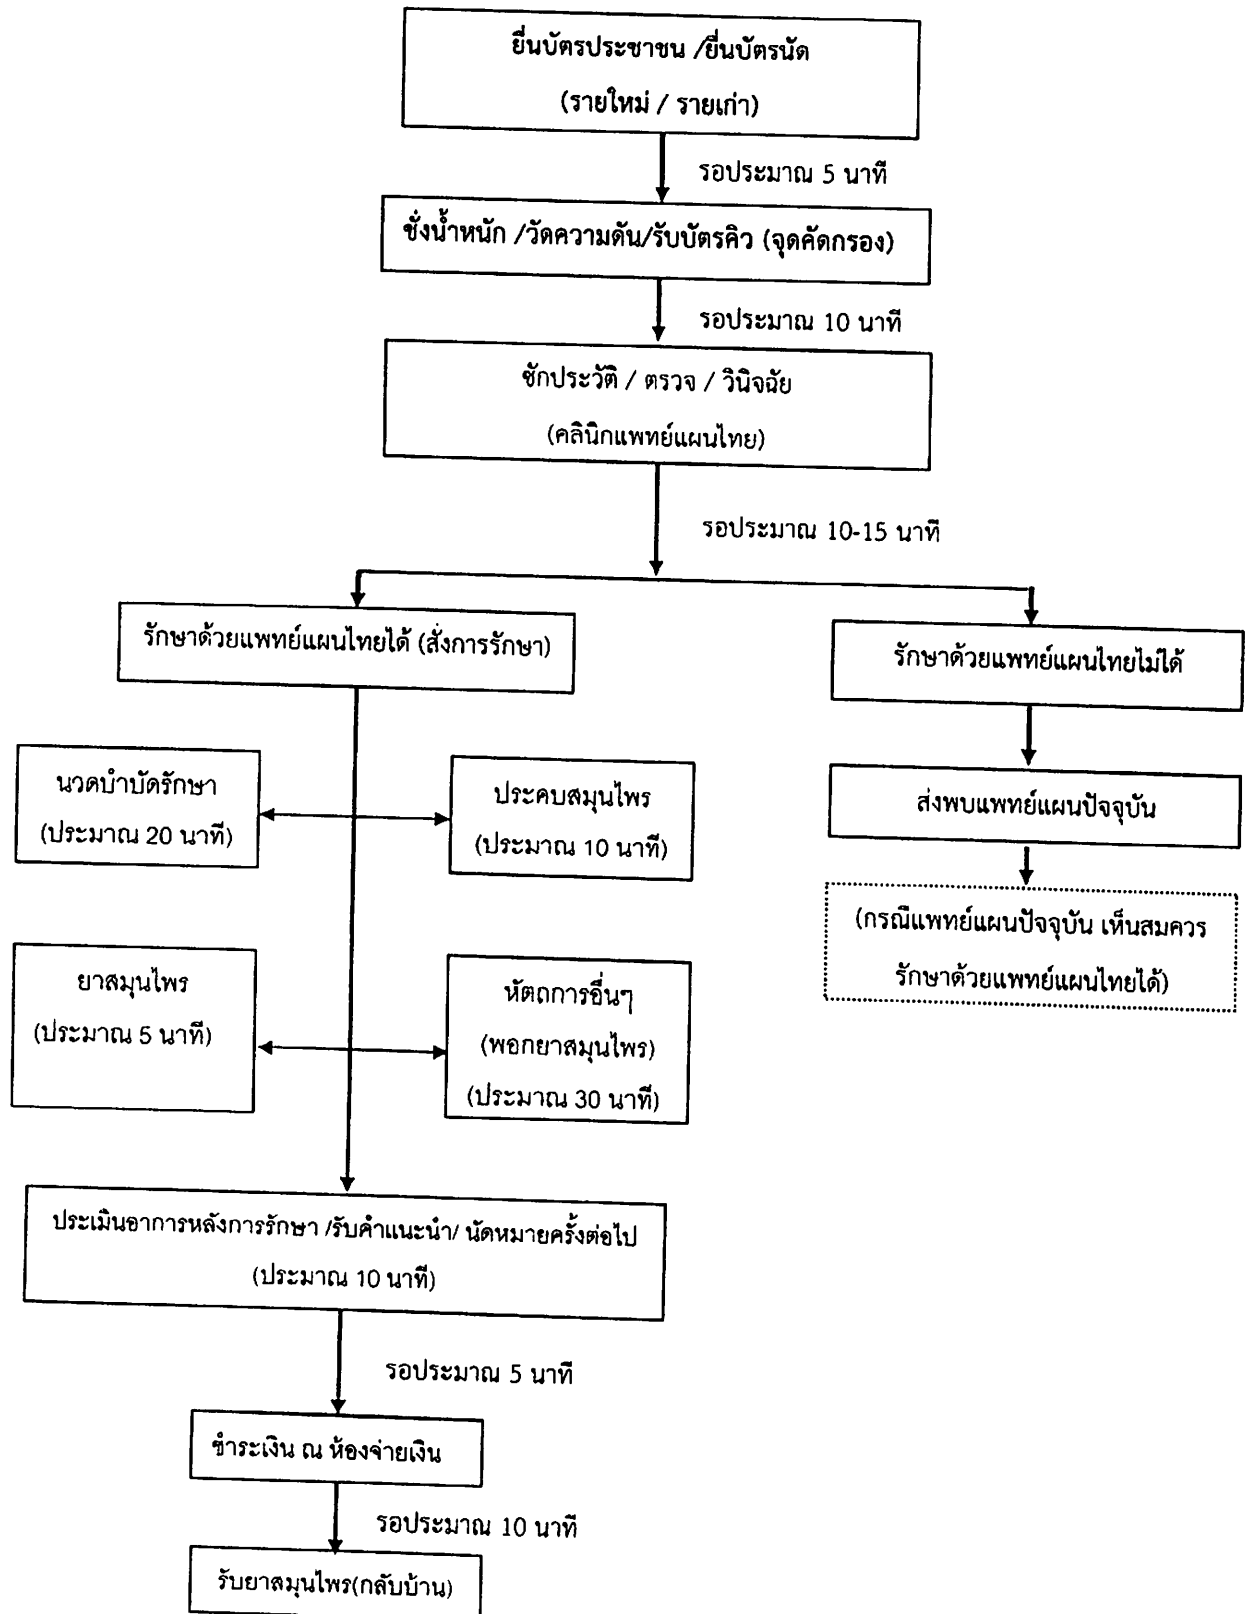 ยื่นบัตรประชาชน /ยื่นบัตรนัด
(รายใหม่ / รายเก่า)
รอประมาณ 5 นาที
ชั่งน้ำหนัก /วัดความดัน/รับบัตรคิว (จุดคัดกรอง)
รอประมาณ 10 นาที
ซักประวัติ / ตรวจ / วินิจฉัย
(คลินิกแพทย์แผนไทย)
รอประมาณ 10-15 นาที
รักษาด้วยแพทย์แผนไทยได้ (สั่งการรักษา)
รักษาด้วยแพทย์แผนไทยไม่ได้
นวดบำบัดรักษา
(ประมาณ 20 นาที)
ประคบสมุนไพร
(ประมาณ 10 นาที)
ส่งพบแพทย์แผนปัจจุบัน
(กรณีแพทย์แผนปัจจุบัน เห็นสมควร
รักษาด้วยแพทย์แผนไทยได้)
ยาสมุนไพร
(ประมาณ 5 นาที)
หัตถการอื่นๆ
(พอกยาสมุนไพร)
(ประมาณ 30 นาที)
ประเมินอาการหลังการรักษา /รับคำแนะนำ/ นัดหมายครั้งต่อไป
(ประมาณ 10 นาที)
รอประมาณ 5 นาที
ชำระเงิน ณ ห้องจ่ายเงิน
รอประมาณ 10 นาที
รับยาสมุนไพร(กลับบ้าน)